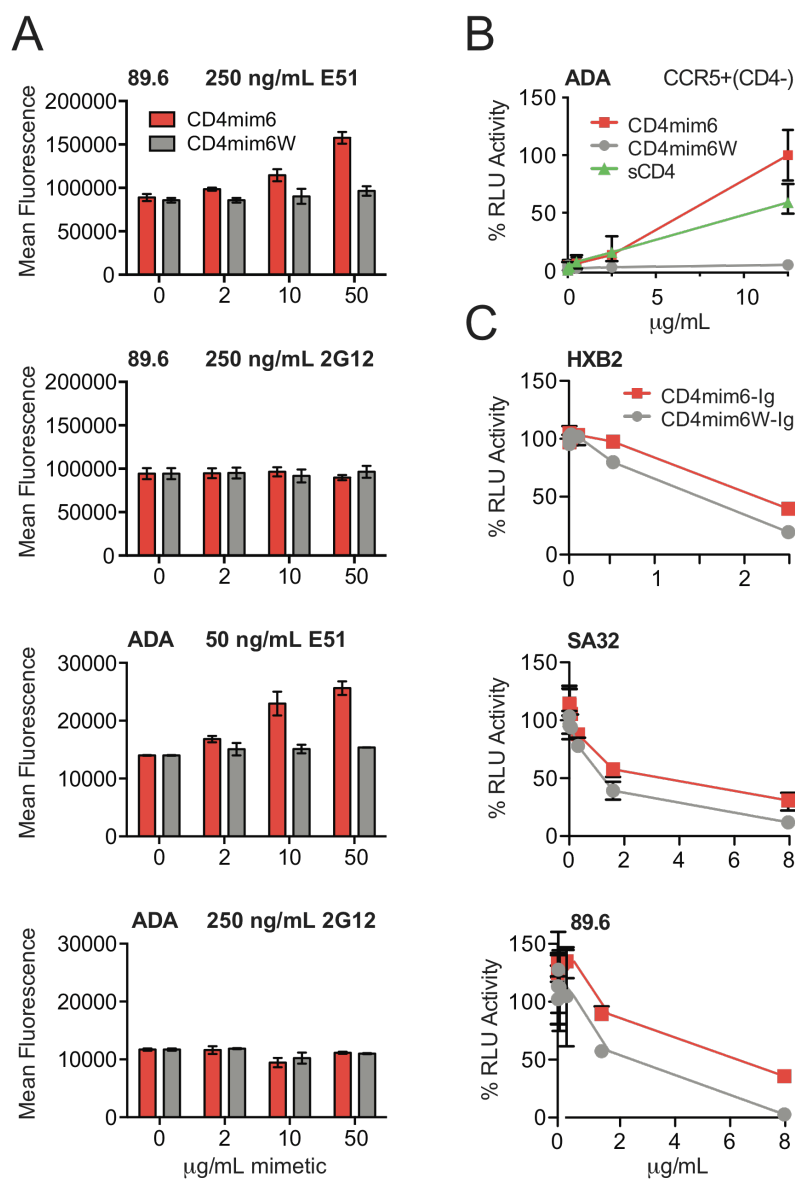 A
89.6 250 ng/mL E51
Mean Fluorescence
200000
150000
100000
50000
0
CD4mim6
CD4mim6W
0 2 10 50
89.6 250 ng/mL 2G12
Mean Fluorescence
200000
150000
100000
50000
0
0 2 10 50
ADA 50 ng/mL E51
Mean Fluorescence
30000
20000
10000
0
0 2 10 50
ADA 250 ng/mL 2G12
Mean Fluorescence
30000
20000
10000
0
0 2 10 50
μg/mL mimetic
B
ADA CCR5+(CD4-)
% RLU Activity
150
100
50
0
CD4mim6
CD4mim6W
sCD4
0 5 10
μg/mL
C
HXB2
% RLU Activity
150
100
50
0
CD4mim6-Ig
CD4mim6W-Ig
0 1 2
SA32
% RLU Activity
150
100
50
0
0 2 4 6 8
89.6
% RLU Activity
150
100
50
0
0 2 4 6 8
μg/mL